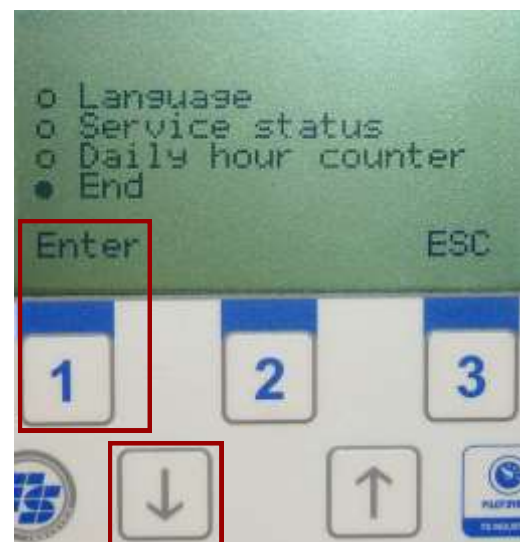 Language
Service status
Daily hour counter
End
Enter ESC
1 2 3